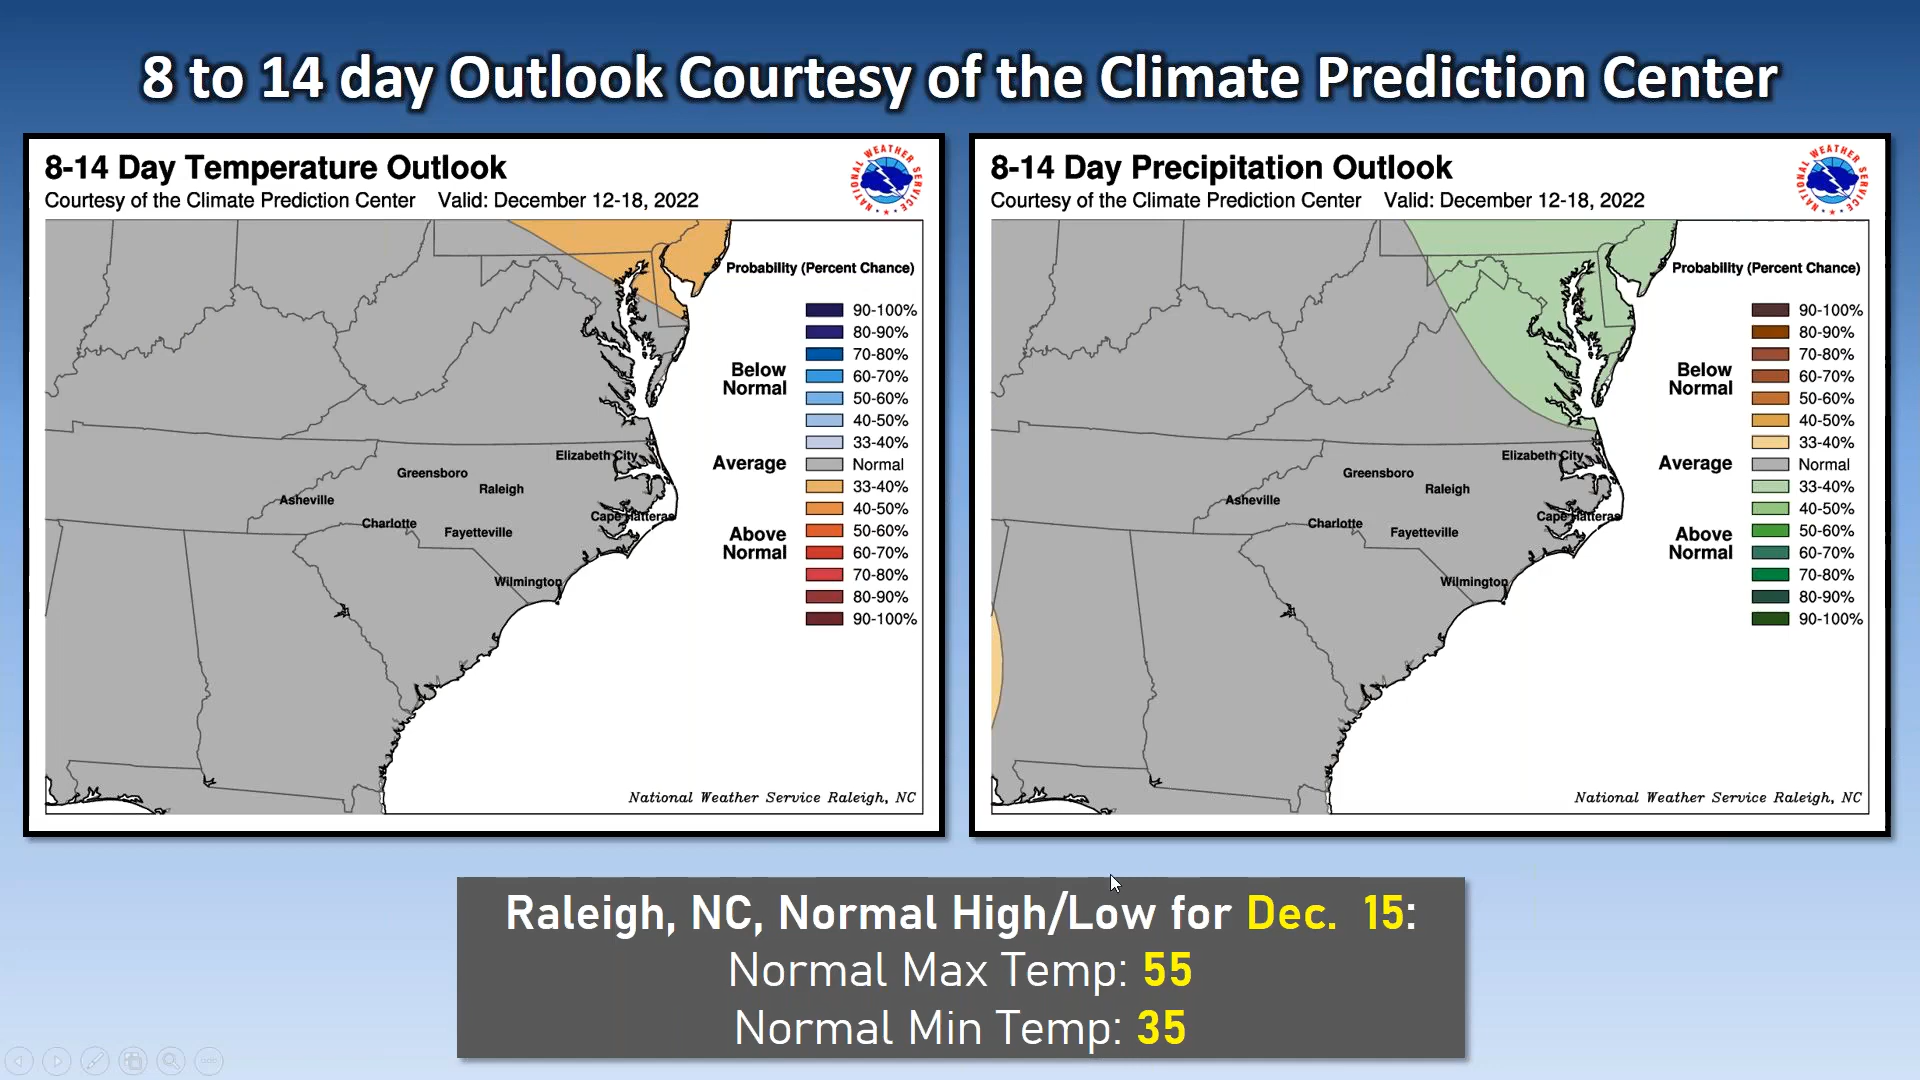 8 to 14 day Outlook Courtesy of the Climate Prediction Center
8-14 Day Temperature Outlook
Courtesy of the Climate Prediction Center Valid: December 12-18, 2022
NATIONAL WEATHER SERVICE
Probability (Percent Chance)
90-100%
80-90%
70-80%
Below
Normal
60-70%
50-60%
40-50%
33-40%
Average
Normal
33-40%
40-50%
Above
Normal
50-60%
60-70%
70-80%
80-90%
90-100%
Elizabeth City
Greensboro
Raleigh
Asheville
Charlotte
Cape Hatteras
Fayetteville
Wilmington
National Weather Service Raleigh, NC
8-14 Day Precipitation Outlook
Courtesy of the Climate Prediction Center Valid: December 12-18, 2022
NATIONAL WEATHER SERVICE
Probability (Percent Chance)
90-100%
80-90%
70-80%
Below
Normal
60-70%
50-60%
40-50%
33-40%
Average
Normal
33-40%
40-50%
Above
Normal
50-60%
60-70%
70-80%
80-90%
90-100%
Elizabeth City
Greensboro
Raleigh
Asheville
Charlotte
Cape Hatteras
Fayetteville
Wilmington
National Weather Service Raleigh, NC
Raleigh, NC, Normal High/Low for Dec. 15:
Normal Max Temp: 55
Normal Min Temp: 35